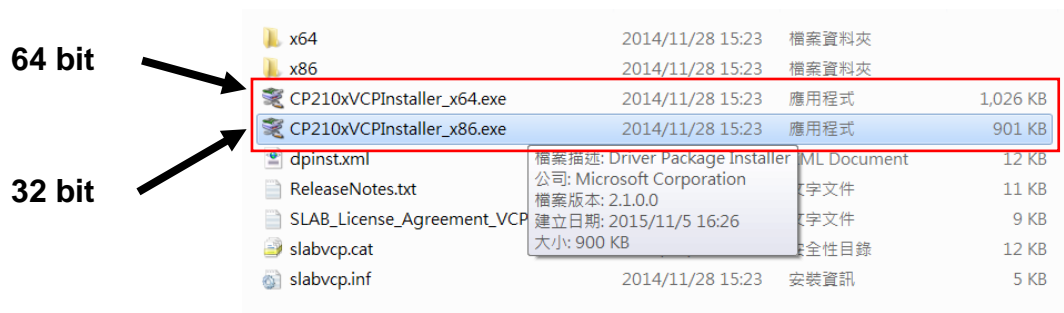 64 bit
32 bit
x64 2014/11/28 15:23 檔案資料夾
x86 2014/11/28 15:23 檔案資料夾
CP210xVCPInstaller_x64.exe 2014/11/28 15:23 應用程式 1,026 KB
CP210xVCPInstaller_x86.exe 2014/11/28 15:23 應用程式 901 KB
dpinst.xml ML Document 12 KB
ReleaseNotes.txt 文字文件 11 KB
SLAB_License_Agreement_VCP 文字文件 9 KB
slabvcp.cat 安全性目錄 12 KB
slabvcp.inf 2014/11/28 15:23 安裝資訊 5 KB
檔案描述: Driver Package Installer
公司: Microsoft Corporation
檔案版本: 2.1.0.0
建立日期: 2015/11/5 16:26
大小: 900 KB